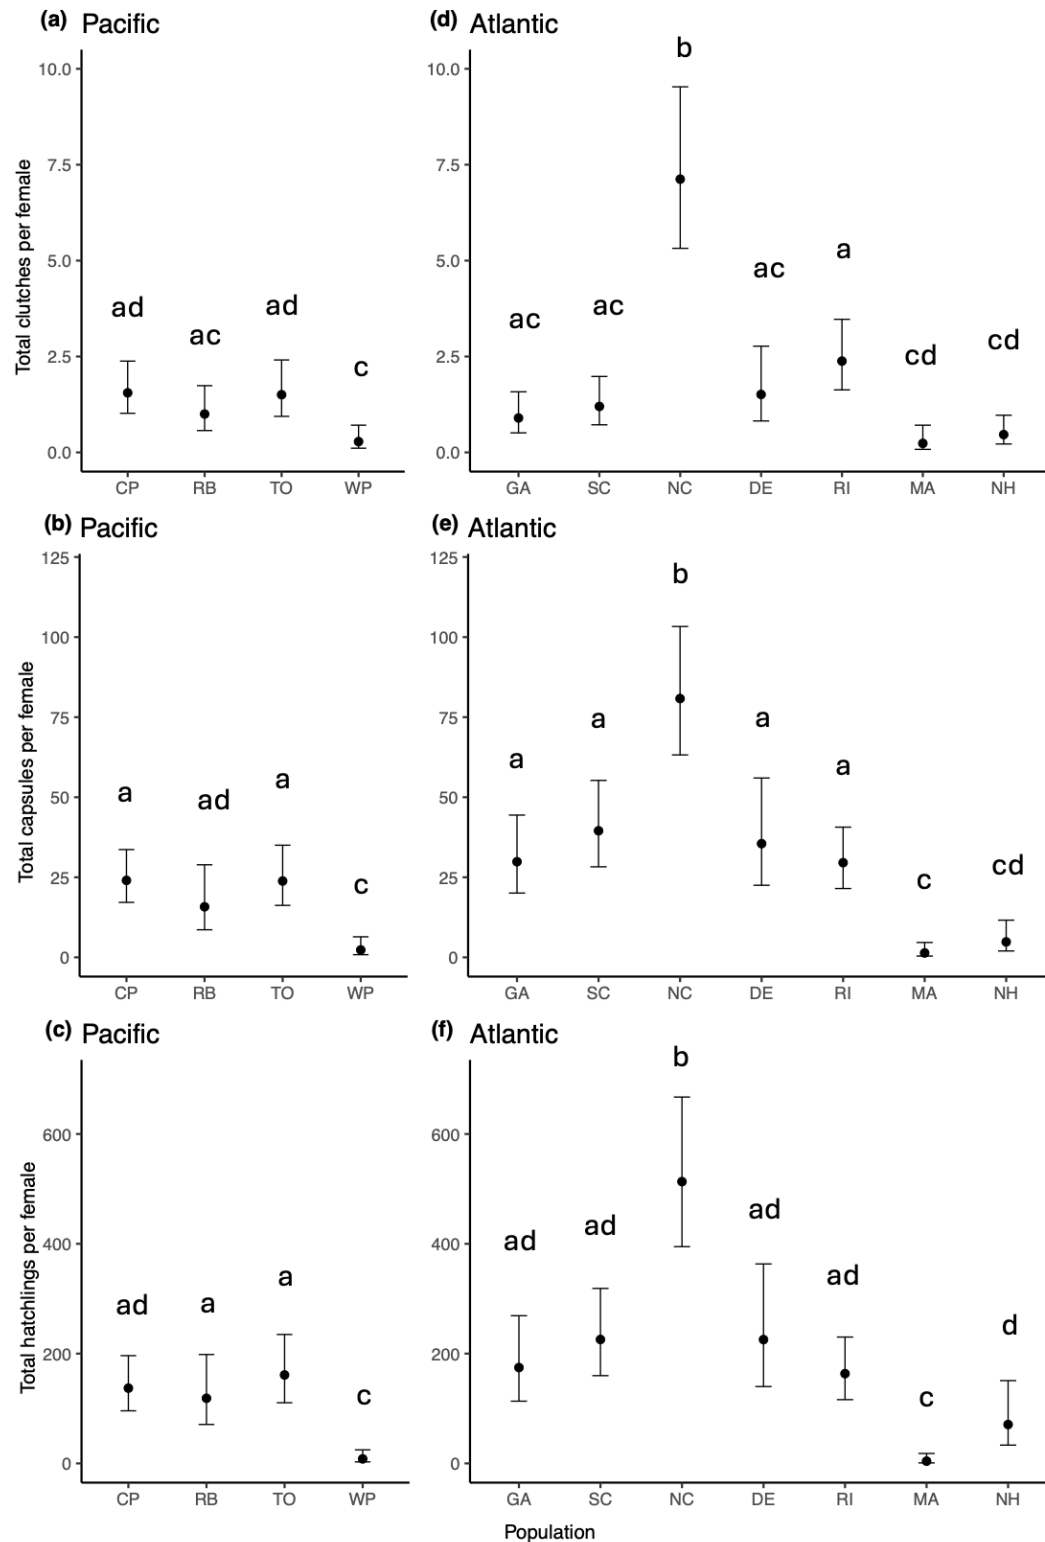 (a) Pacific
Total clutches per female
10.0
7.5
5.0
2.5
0.0
ad
ac
ad
c
CP RB TO WP
(d) Atlantic
10.0
7.5
5.0
2.5
0.0
ac
ac
b
ac
a
cd
cd
GA SC NC DE RI MA NH
(b) Pacific
Total capsules per female
125
100
75
50
25
0
a
ad
a
c
CP RB TO WP
(e) Atlantic
125
100
75
50
25
0
a
a
b
a
a
c
cd
GA SC NC DE RI MA NH
(c) Pacific
Total hatchlings per female
600
400
200
0
ad
a
a
c
CP RB TO WP
(f) Atlantic
600
400
200
0
ad
ad
b
ad
ad
c
d
GA SC NC DE RI MA NH
Population